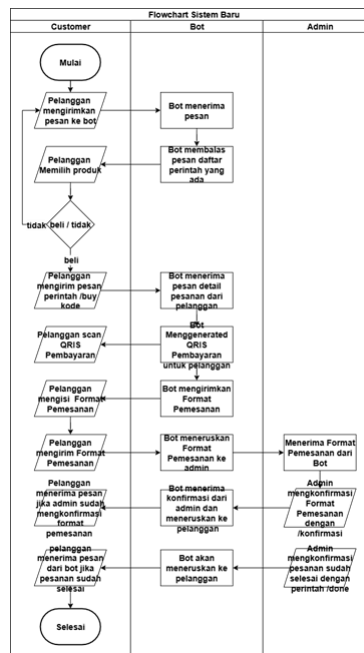 Flowchart Sistem Baru
Customer
Bot
Admin
Mulai
Pelanggan
mengirimkan
pesan ke bot
Bot menerima
pesan
Pelanggan
Memilih produk
Bot membalas
pesan daftar
perintah yang
ada
tidak
beli / tidak
beli
Pelanggan
mengirim pesan
perintah /buy
kode
Bot menerima
pesan detail
pesanan dari
pelanggan
Pelanggan scan
QRIS
Pembayaran
Bot
Menggenerated
QRIS
Pembayaran
untuk pelanggan
Pelanggan
mengisi Format
Pemesanan
Bot mengirimkan
Format
Pemesanan
Pelanggan
mengirim Format
Pemesanan
Bot meneruskan
Format
Pemesanan ke
admin
Menerima Format
Pemesanan dari
Bot
Pelanggan
menerima pesan
jika admin sudah
mengkonfirmasi
format
pemesanan
Bot menerima
konfirmasi dari
admin dan
meneruskan ke
pelanggan
Admin
mengkonfirmasi
Format
Pemesanan
dengan
/konfirmasi
pelanggan
menerima pesan
dari bot jika
pesanan sudah
selesai
Bot akan
meneruskan ke
pelanggan
Admin
mengkonfirmasi
pesanan sudah
selesai dengan
perintah /done
Selesai